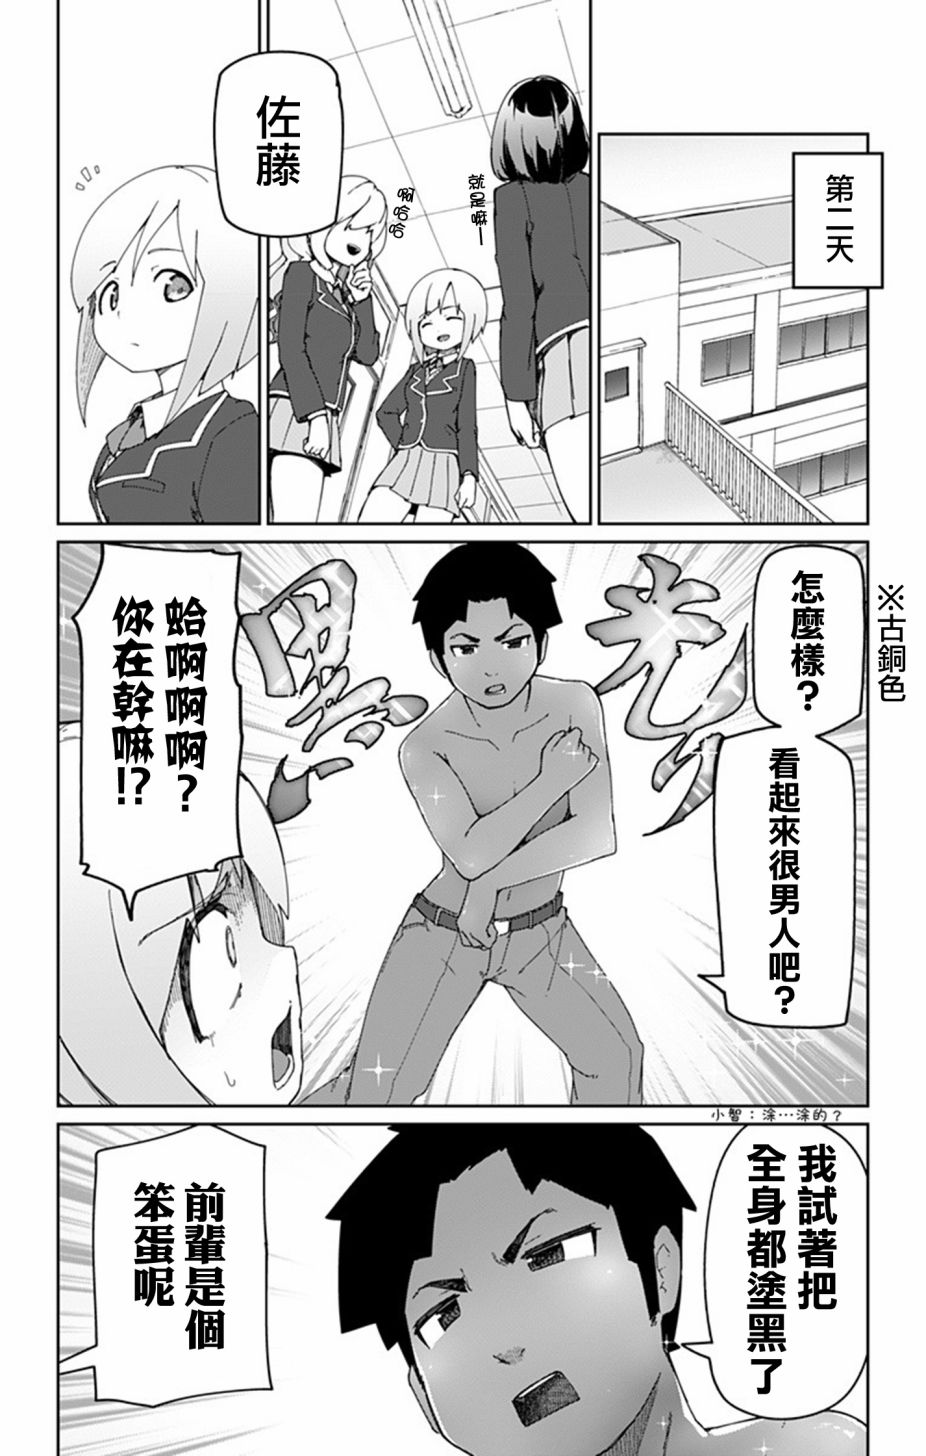 第二天
就是嘛ー
啊哈哈
佐藤
※古銅色
怎麼樣？
看起來很男人吧？
光り
黑…
蛤啊啊啊？
你在幹嘛!?
小智：涂…涂的？
我試著把
全身都塗黑了
前輩是個
笨蛋呢